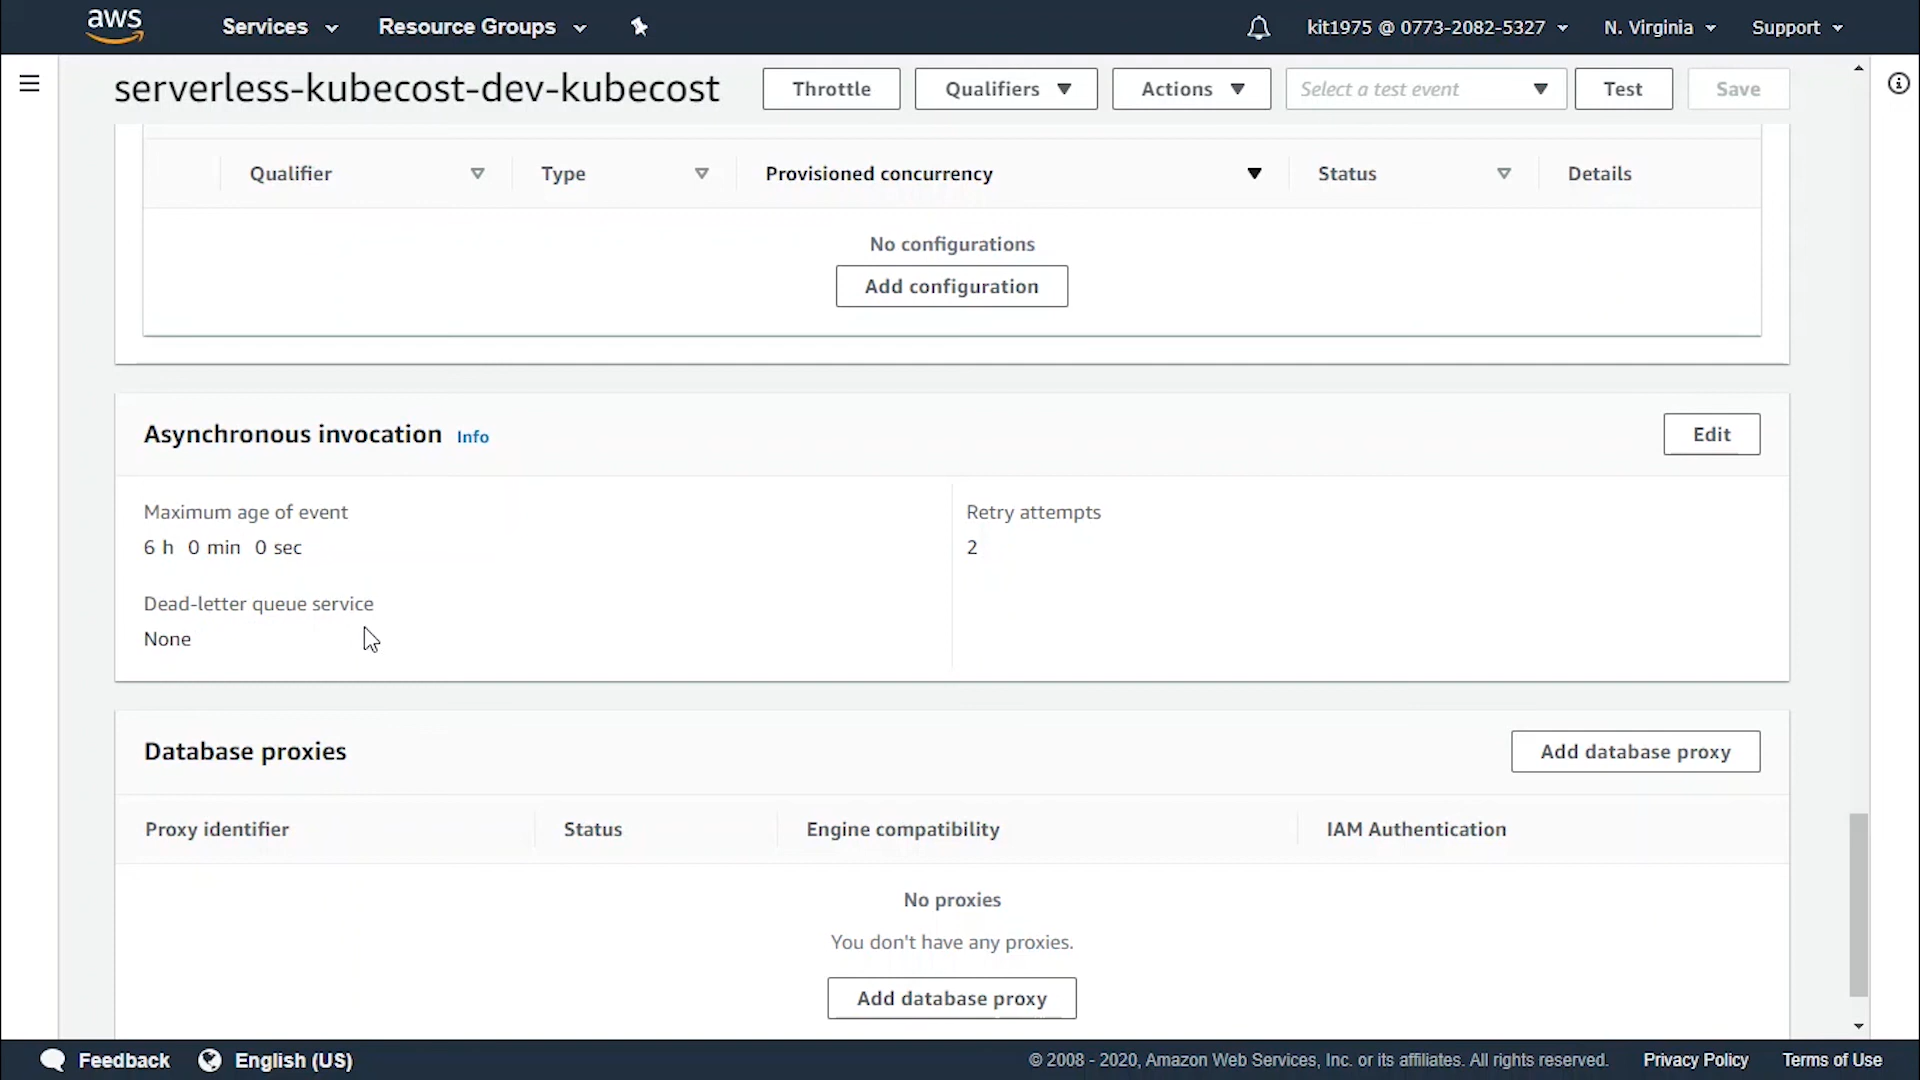 aws
Services
Resource Groups
kit1975 @ 0773-2082-5327
N. Virginia
Support
serverless-kubecost-dev-kubecost
Throttle
Qualifiers
Actions
Select a test event
Test
Save
Qualifier
Type
Provisioned concurrency
Status
Details
No configurations
Add configuration
Asynchronous invocation
Info
Edit
Maximum age of event
6 h 0 min 0 sec
Retry attempts
2
Dead-letter queue service
None
Database proxies
Add database proxy
Proxy identifier
Status
Engine compatibility
IAM Authentication
No proxies
You don't have any proxies.
Add database proxy
Feedback
English (US)
© 2008 - 2020, Amazon Web Services, Inc. or its affiliates. All rights reserved.
Privacy Policy
Terms of Use